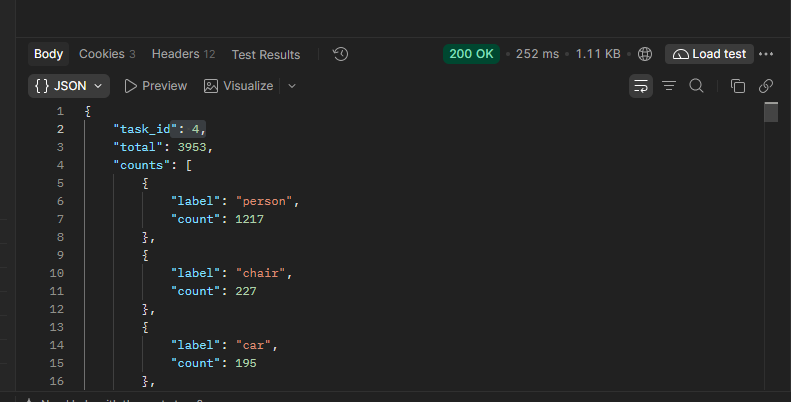 Body Cookies 3 Headers 12 Test Results 200 OK • 252 ms • 1.11 KB • Load test •••
{} JSON Preview Visualize
1 {
2 "task_id": 4,
3 "total": 3953,
4 "counts": [
5 {
6 "label": "person",
7 "count": 1217
8 },
9 {
10 "label": "chair",
11 "count": 227
12 },
13 {
14 "label": "car",
15 "count": 195
16 },